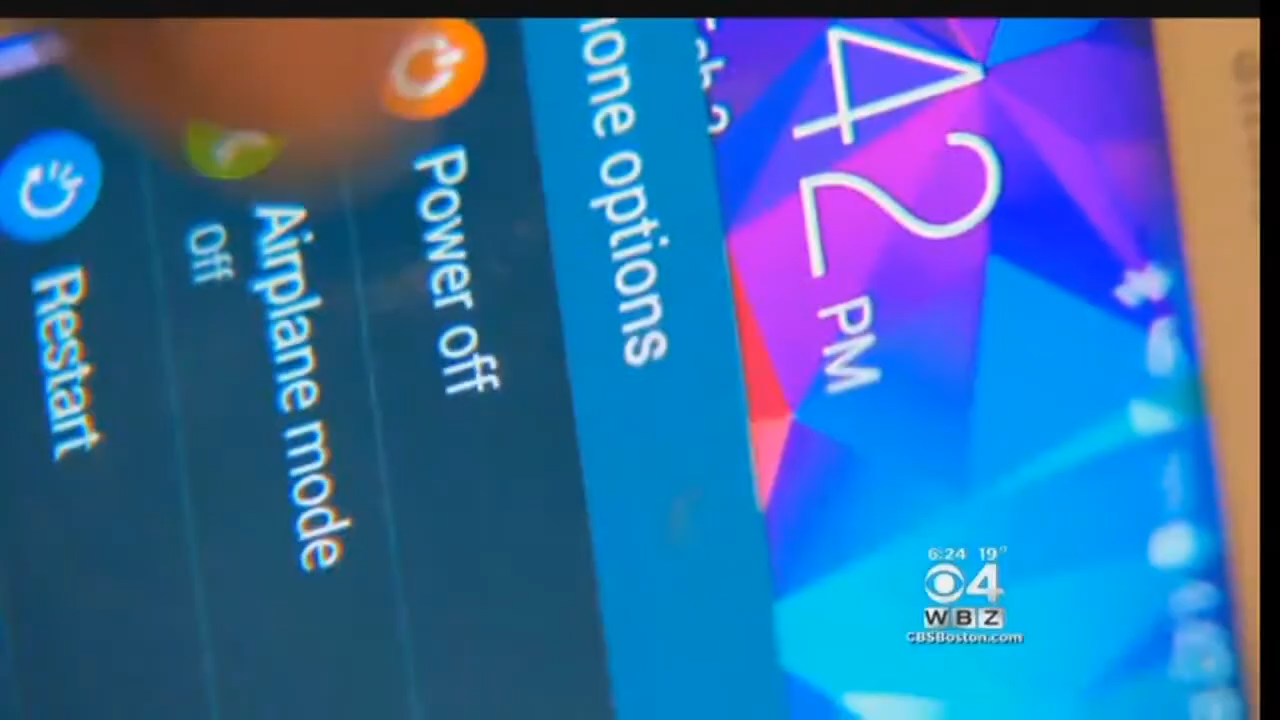 42 PM
one options
Power off
Airplane mode
Off
Restart
6:24 19°
4
WBZ
CBSBoston.com